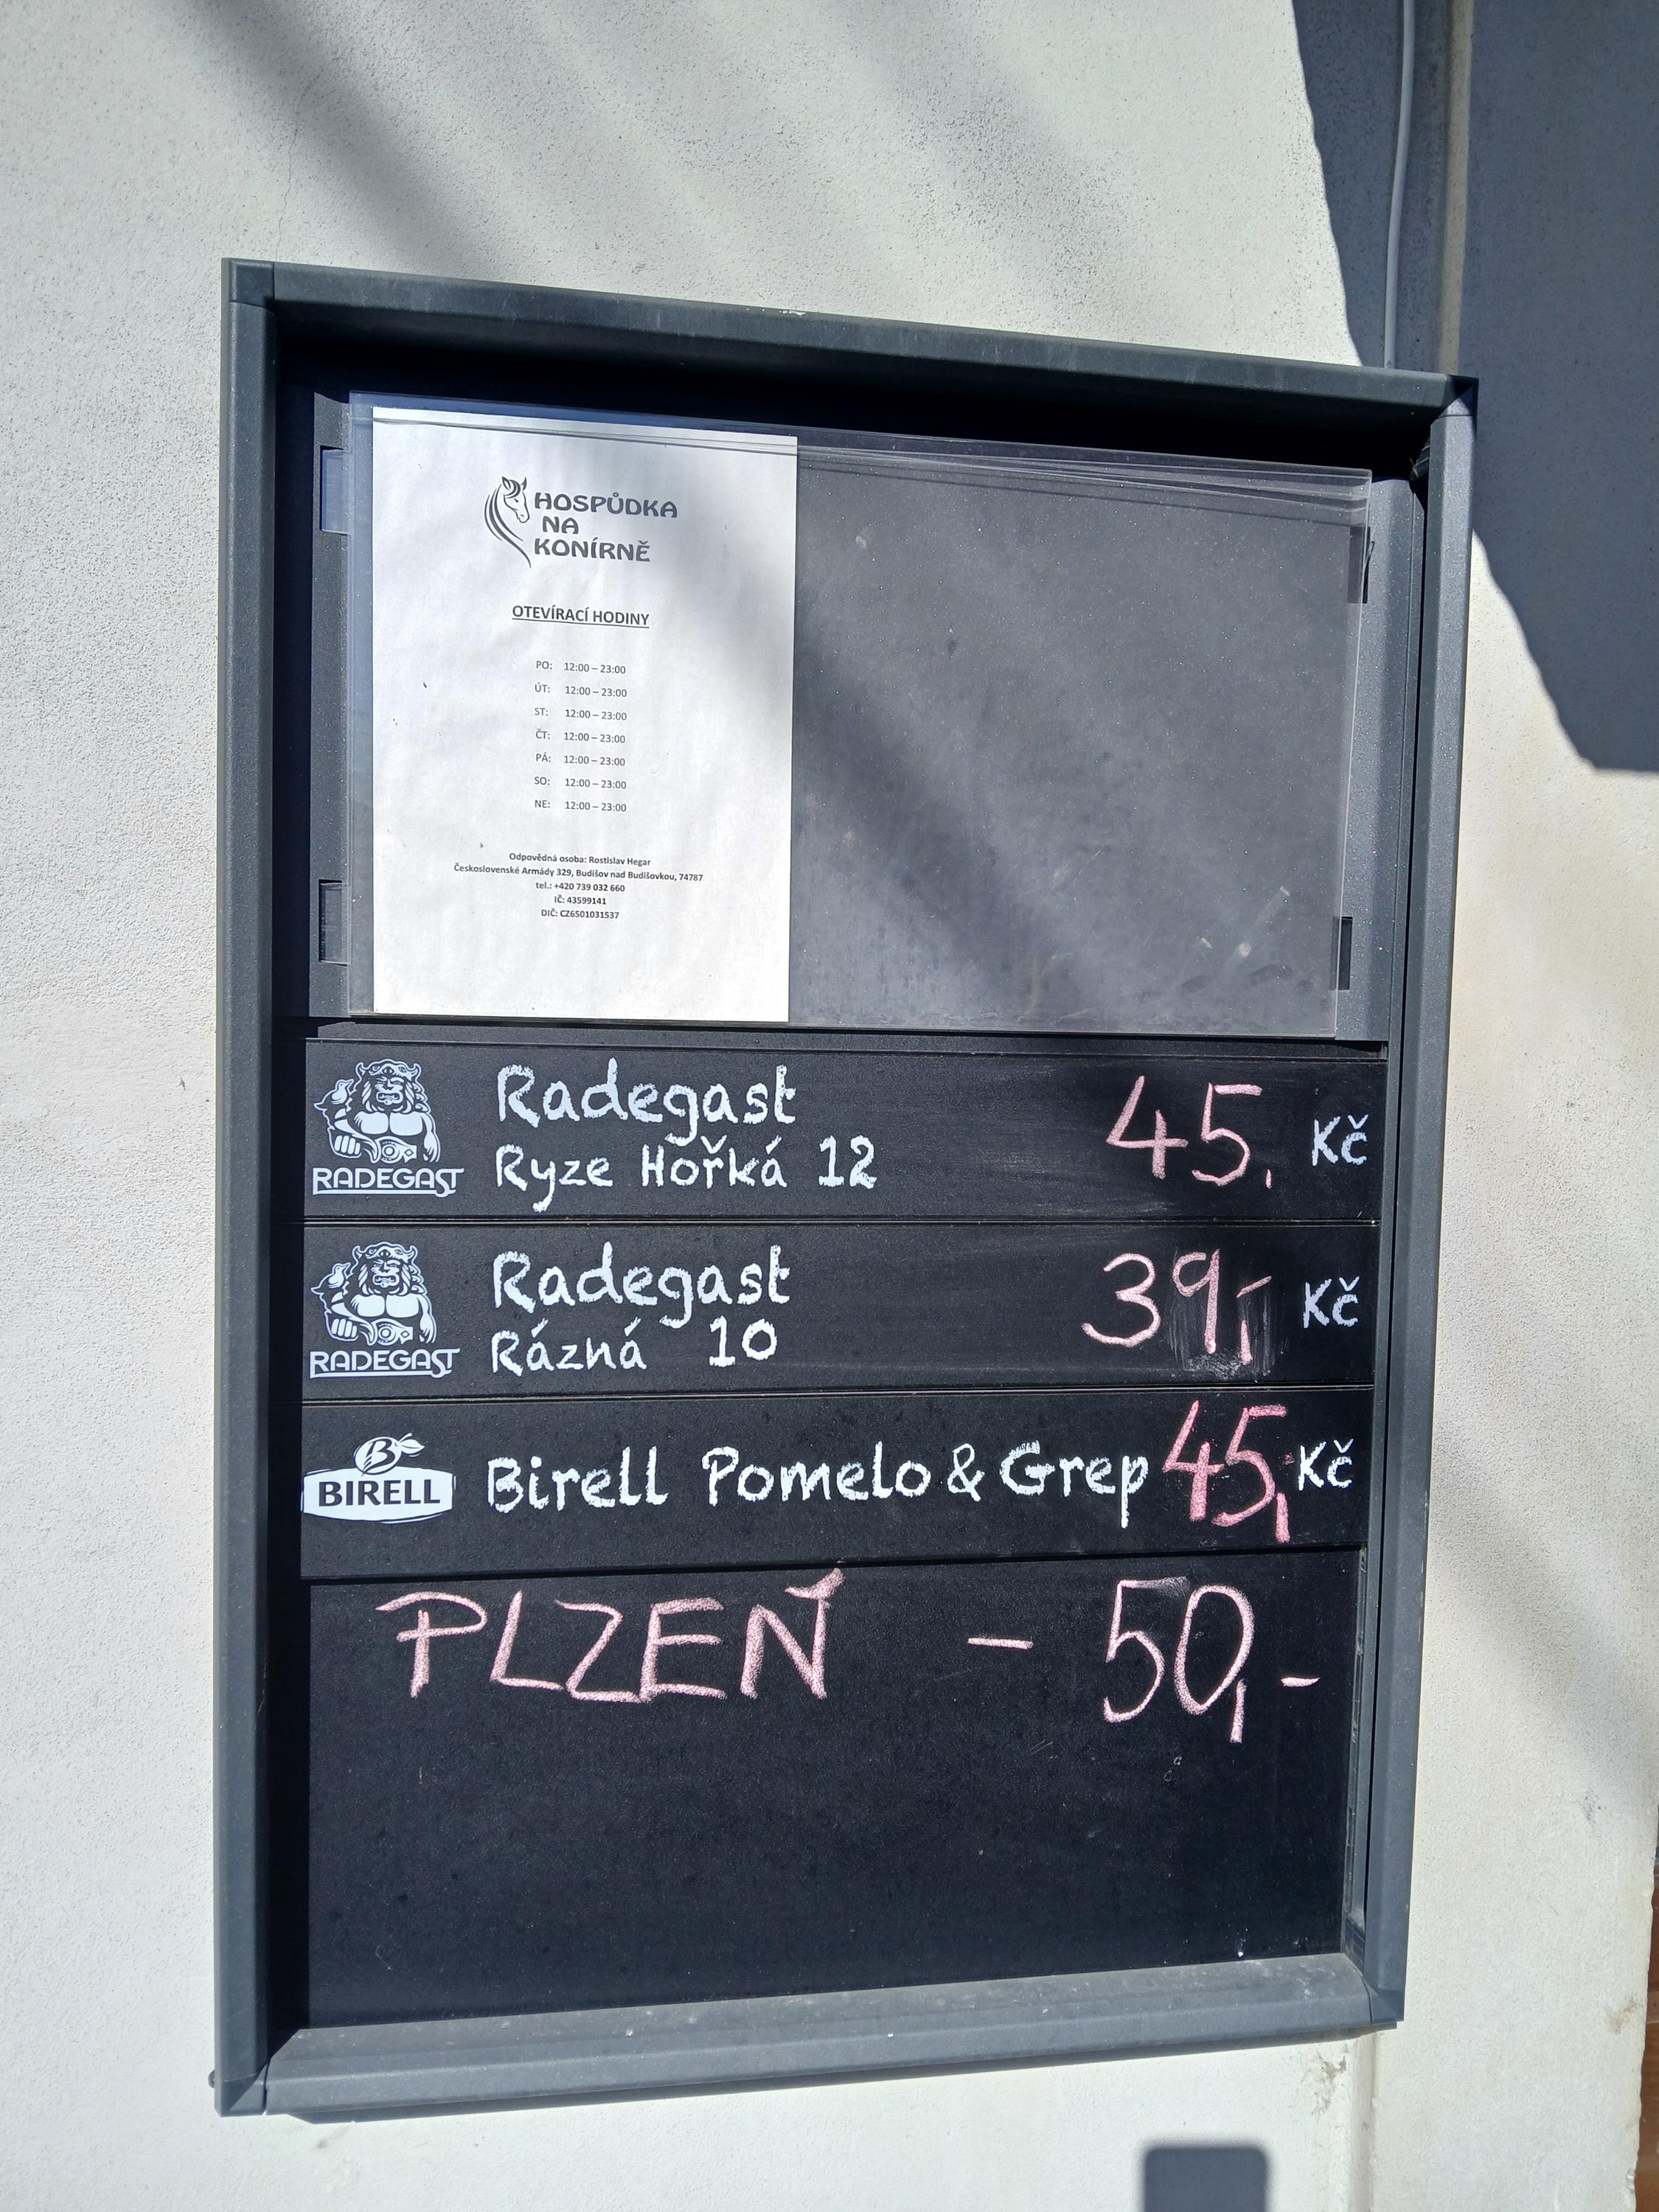 HOSPŮDKA
NA
KONÍRNĚ
OTEVÍRACÍ HODINY
PO: 12:00 – 23:00
ÚT: 12:00 – 23:00
ST: 12:00 – 23:00
ČT: 12:00 – 23:00
PÁ: 12:00 – 23:00
SO: 12:00 – 23:00
NE: 12:00 – 23:00
Odpovědná osoba: Rostislav Hegar
Československé Armády 329, Budišov nad Budišovkou, 74787
tel.: +420 739 032 660
IČ: 43599141
DIČ: CZ6501031537
RADEGAST Radegast
Ryze Hořká 12 45, Kč
RADEGAST Radegast
Rázná 10 39,- Kč
B BIRELL Birell Pomelo & Grep 45, Kč
PLZEŇ - 50,-